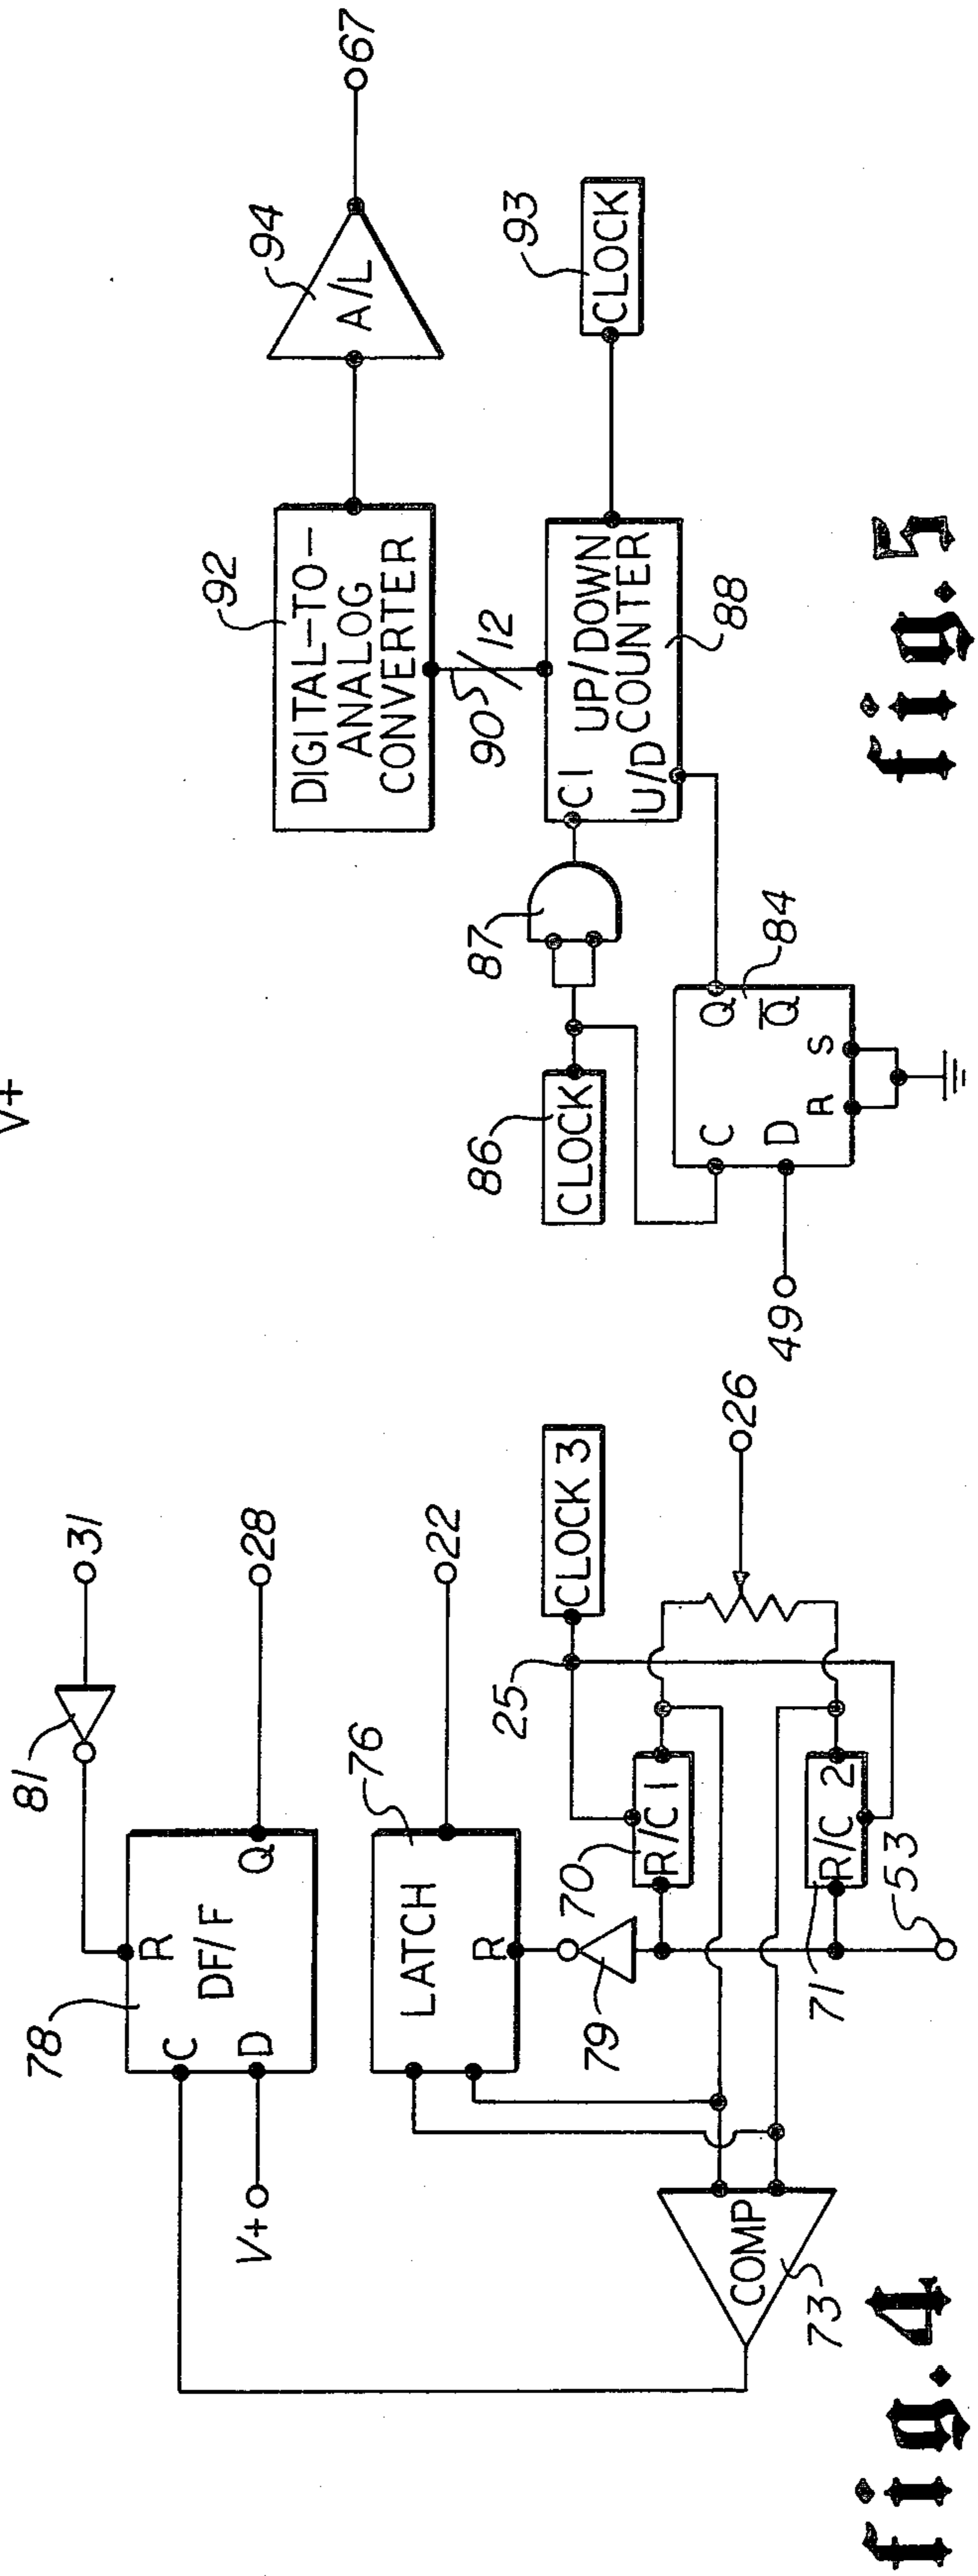 V+
81
31
78
R
DF/F
C
D
Q
28
V+
76
LATCH
R
22
CLOCK 3
25
70
79
R/C 1
26
71
R/C 2
53
COMP
73
fig.4
92
DIGITAL-TO-
ANALOG
CONVERTER
94
A/L
67
90
12
87
86
CLOCK
CI
UP/DOWN
COUNTER
U/D
88
93
CLOCK
C
D
Q
Q̅
R
S
84
49
fig.5